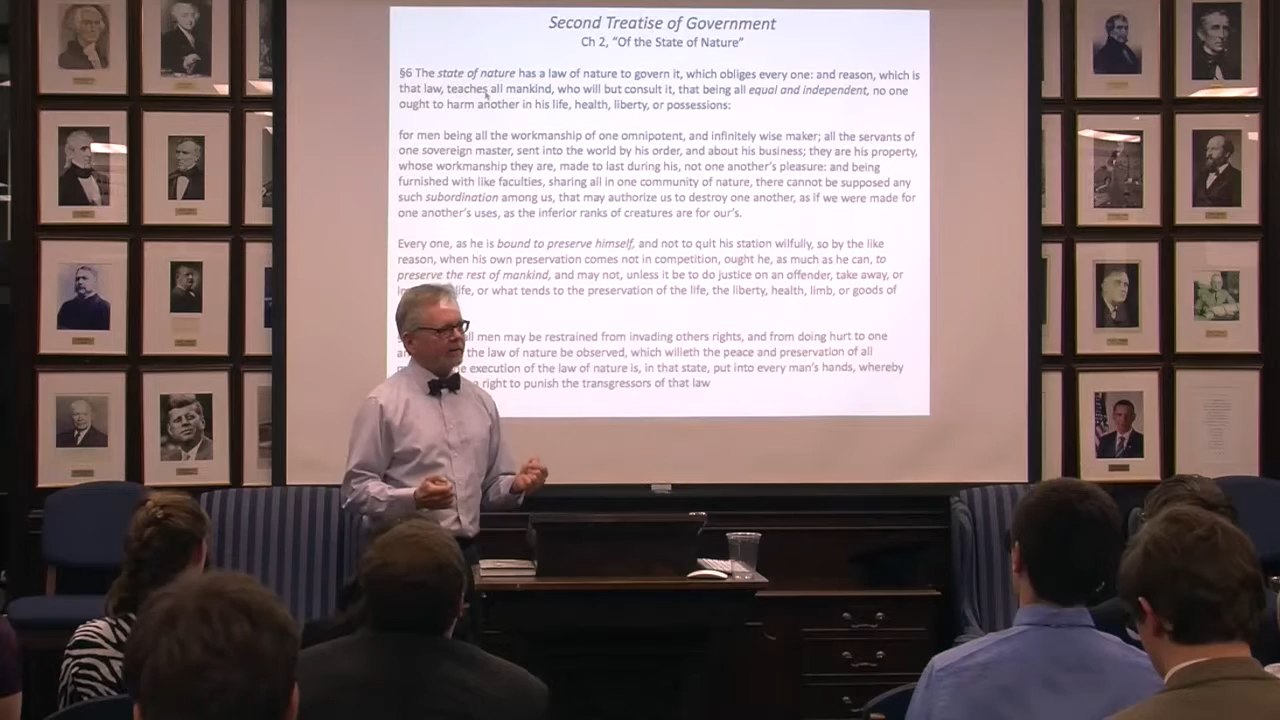 Second Treatise of Government
Ch 2, "Of the State of Nature"
§6 The state of nature has a law of nature to govern it, which obliges every one: and reason, which is
that law, teaches all mankind, who will but consult it, that being all equal and independent, no one
ought to harm another in his life, health, liberty, or possessions:
for men being all the workmanship of one omnipotent, and infinitely wise maker; all the servants of
one sovereign master, sent into the world by his order, and about his business; they are his property,
whose workmanship they are, made to last during his, not one another's pleasure: and being
furnished with like faculties, sharing all in one community of nature, there cannot be supposed any
such subordination among us, that may authorize us to destroy one another, as if we were made for
one another's uses, as the inferior ranks of creatures are for our's.
Every one, as he is bound to preserve himself, and not to quit his station wilfully, so by the like
reason, when his own preservation comes not in competition, ought he, as much as he can, to
preserve the rest of mankind, and may not, unless it be to do justice on an offender, take away, or
life, or what tends to the preservation of the life, the liberty, health, limb, or goods of
all men may be restrained from invading others rights, and from doing hurt to one
the law of nature be observed, which willeth the peace and preservation of all
execution of the law of nature is, in that state, put into every man's hands, whereby
a right to punish the transgressors of that law